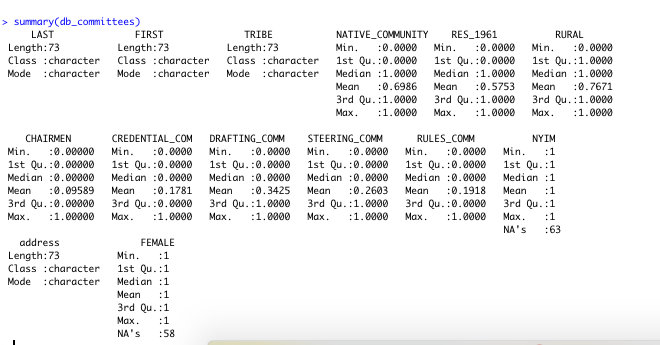 > summary(db_committees)
     LAST               FIRST              TRIBE           NATIVE_COMMUNITY    RES_1961          RURAL
 Length:73          Length:73          Length:73          Min.   :0.0000   Min.   :0.0000   Min.   :0.0000
 Class :character   Class :character   Class :character   1st Qu.:0.0000   1st Qu.:0.0000   1st Qu.:1.0000
 Mode  :character   Mode  :character   Mode  :character   Median :1.0000   Median :1.0000   Median :1.0000
                                                          Mean   :0.6986   Mean   :0.5753   Mean   :0.7671
                                                          3rd Qu.:1.0000   3rd Qu.:1.0000   3rd Qu.:1.0000
                                                          Max.   :1.0000   Max.   :1.0000   Max.   :1.0000
    CHAIRMEN       CREDENTIAL_COM   DRAFTING_COMM    STEERING_COMM      RULES_COMM          NYIM
 Min.   :0.00000   Min.   :0.0000   Min.   :0.0000   Min.   :0.0000   Min.   :0.0000   Min.   :1
 1st Qu.:0.00000   1st Qu.:0.0000   1st Qu.:0.0000   1st Qu.:0.0000   1st Qu.:0.0000   1st Qu.:1
 Median :0.00000   Median :0.0000   Median :0.0000   Median :0.0000   Median :0.0000   Median :1
 Mean   :0.09589   Mean   :0.1781   Mean   :0.3425   Mean   :0.2603   Mean   :0.1918   Mean   :1
 3rd Qu.:0.00000   3rd Qu.:0.0000   3rd Qu.:1.0000   3rd Qu.:1.0000   3rd Qu.:0.0000   3rd Qu.:1
 Max.   :1.00000   Max.   :1.0000   Max.   :1.0000   Max.   :1.0000   Max.   :1.0000   Max.   :1
                                                                                       NA's   :63
   address              FEMALE
 Length:73          Min.   :1
 Class :character   1st Qu.:1
 Mode  :character   Median :1
                    Mean   :1
                    3rd Qu.:1
                    Max.   :1
                    NA's   :58